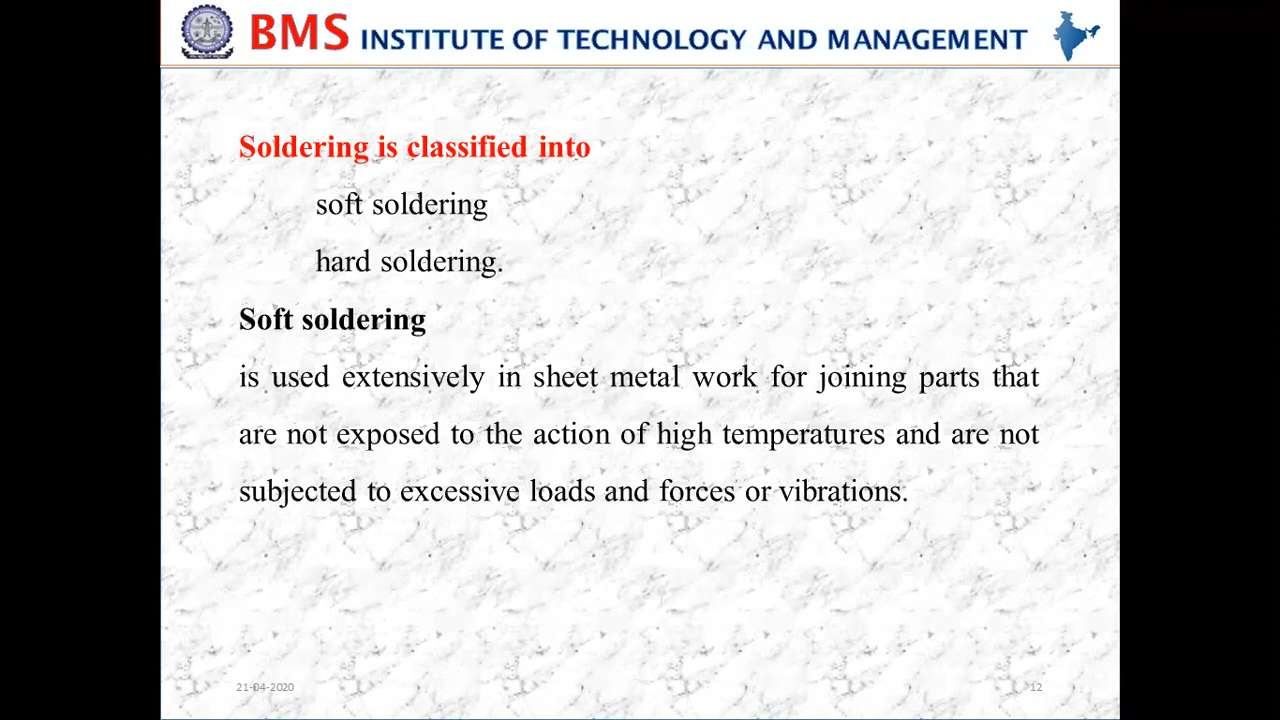 BMS INSTITUTE OF TECHNOLOGY AND MANAGEMENT
Soldering is classified into
soft soldering
hard soldering.
Soft soldering
is used extensively in sheet metal work for joining parts that
are not exposed to the action of high temperatures and are not
subjected to excessive loads and forces or vibrations.
21-04-2020
12